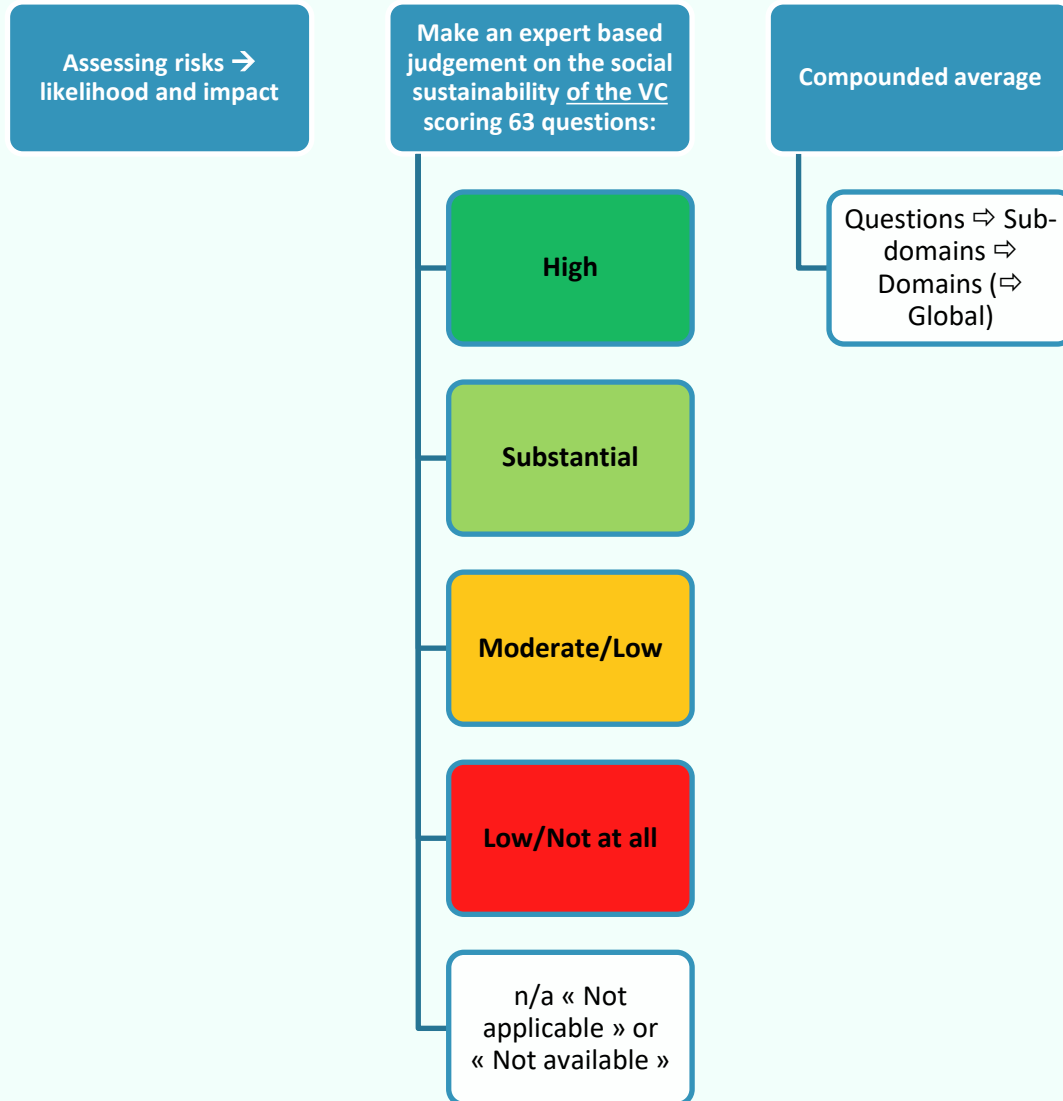 Assessing risks →
likelihood and impact
Make an expert based
judgement on the social
sustainability of the VC
scoring 63 questions:
High
Substantial
Moderate/Low
Low/Not at all
n/a « Not
applicable » or
« Not available »
Compounded average
Questions ⇨ Sub-
domains ⇨
Domains (⇨
Global)